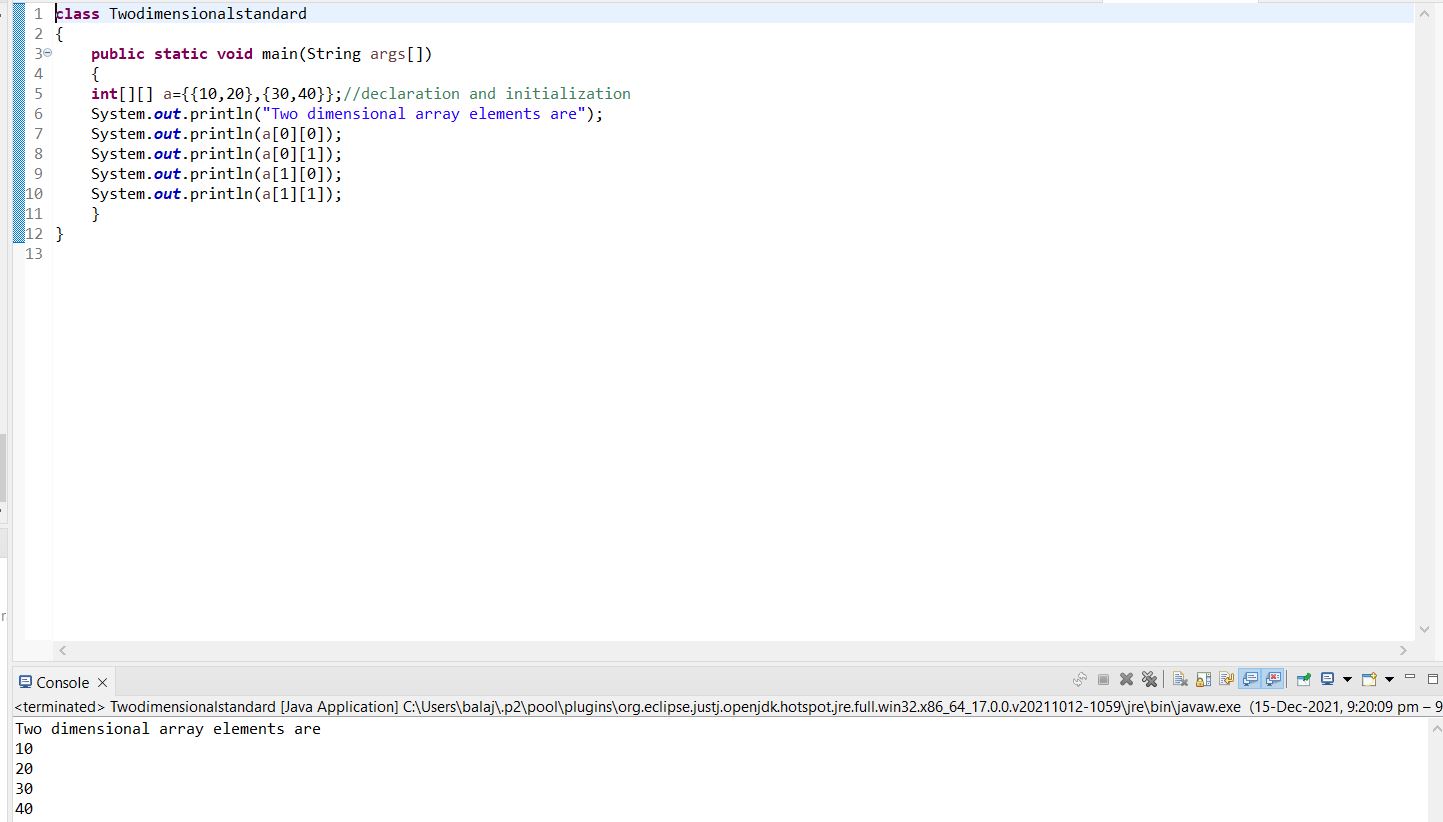 1 class Twodimensionalstandard
2 {
3 public static void main(String args[])
4 {
5 int[][] a={{10,20},{30,40}};//declaration and initialization
6 System.out.println("Two dimensional array elements are");
7 System.out.println(a[0][0]);
8 System.out.println(a[0][1]);
9 System.out.println(a[1][0]);
10 System.out.println(a[1][1]);
11 }
12 }
13
Console
<terminated> Twodimensionalstandard [Java Application] C:\Users\balaj\.p2\pool\plugins\org.eclipse.justj.openjdk.hotspot.jre.full.win32.x86_64_17.0.0.v20211012-1059\jre\bin\javaw.exe (15-Dec-2021, 9:20:09 pm – 9
Two dimensional array elements are
10
20
30
40